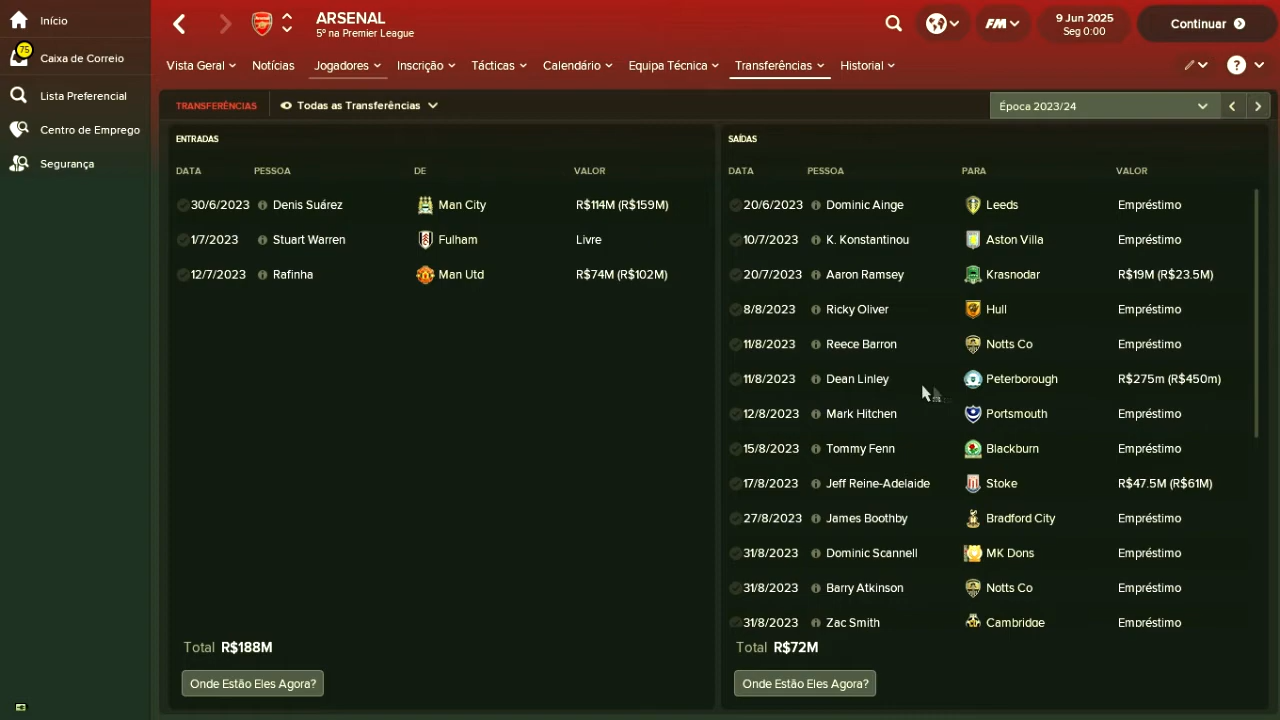 Início
75
Caixa de Correio
Lista Preferencial
Centro de Emprego
Segurança
ARSENAL
5º na Premier League
FM
9 Jun 2025
Seg 0:00
Continuar
Vista Geral
Notícias
Jogadores
Inscrição
Tácticas
Calendário
Equipa Técnica
Transferências
Historial
?
TRANSFERÊNCIAS
Todas as Transferências
Época 2023/24
ENTRADAS
DATA PESSOA DE VALOR
30/6/2023 Denis Suárez Man City R$114M (R$159M)
1/7/2023 Stuart Warren Fulham Livre
12/7/2023 Rafinha Man Utd R$74M (R$102M)
Total R$188M
Onde Estão Eles Agora?
SAÍDAS
DATA PESSOA PARA VALOR
20/6/2023 Dominic Ainge Leeds Empréstimo
10/7/2023 K. Konstantinou Aston Villa Empréstimo
20/7/2023 Aaron Ramsey Krasnodar R$19M (R$23.5M)
8/8/2023 Ricky Oliver Hull Empréstimo
11/8/2023 Reece Barron Notts Co Empréstimo
11/8/2023 Dean Linley Peterborough R$275m (R$450m)
12/8/2023 Mark Hitchen Portsmouth Empréstimo
15/8/2023 Tommy Fenn Blackburn Empréstimo
17/8/2023 Jeff Reine-Adelaide Stoke R$47.5M (R$61M)
27/8/2023 James Boothby Bradford City Empréstimo
31/8/2023 Dominic Scannell MK Dons Empréstimo
31/8/2023 Barry Atkinson Notts Co Empréstimo
31/8/2023 Zac Smith Cambridge Empréstimo
Total R$72M
Onde Estão Eles Agora?